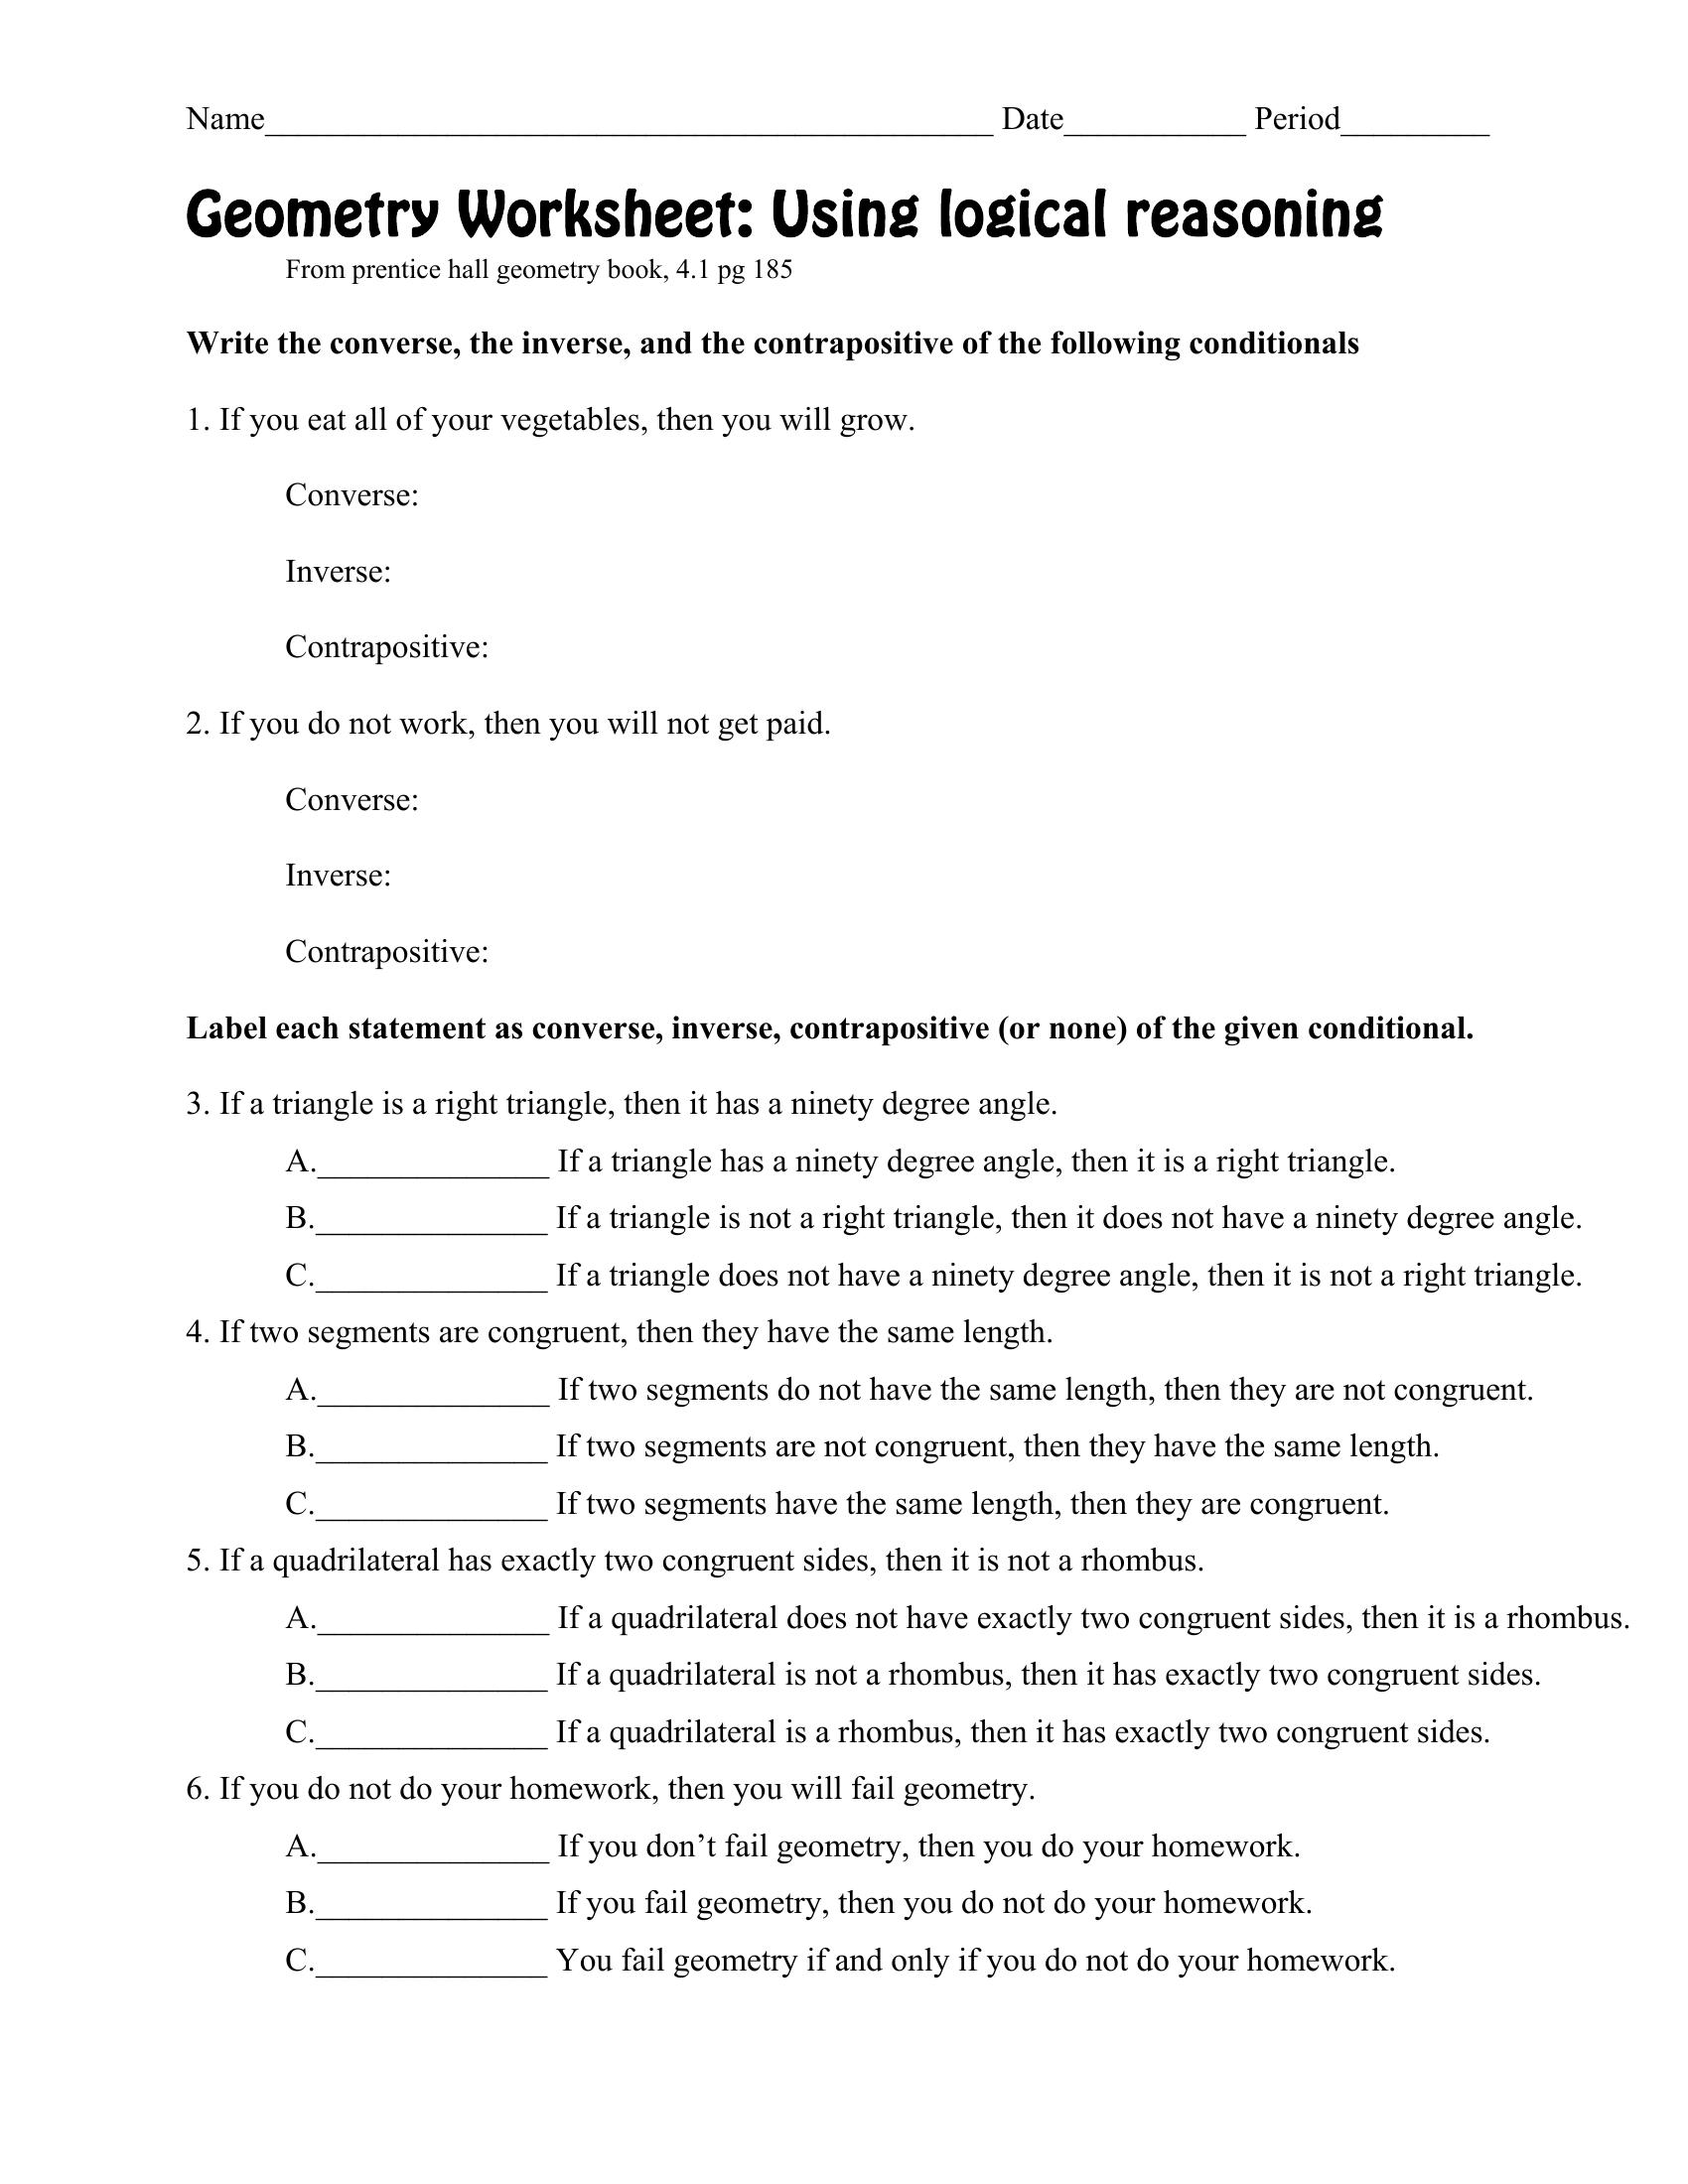 Name____________________________________________ Date___________ Period_________
Geometry Worksheet: Using logical reasoning
From prentice hall geometry book, 4.1 pg 185
Write the converse, the inverse, and the contrapositive of the following conditionals
1. If you eat all of your vegetables, then you will grow.
Converse:
Inverse:
Contrapositive:
2. If you do not work, then you will not get paid.
Converse:
Inverse:
Contrapositive:
Label each statement as converse, inverse, contrapositive (or none) of the given conditional.
3. If a triangle is a right triangle, then it has a ninety degree angle.
A.______________ If a triangle has a ninety degree angle, then it is a right triangle.
B.______________ If a triangle is not a right triangle, then it does not have a ninety degree angle.
C.______________ If a triangle does not have a ninety degree angle, then it is not a right triangle.
4. If two segments are congruent, then they have the same length.
A.______________ If two segments do not have the same length, then they are not congruent.
B.______________ If two segments are not congruent, then they have the same length.
C.______________ If two segments have the same length, then they are congruent.
5. If a quadrilateral has exactly two congruent sides, then it is not a rhombus.
A.______________ If a quadrilateral does not have exactly two congruent sides, then it is a rhombus.
B.______________ If a quadrilateral is not a rhombus, then it has exactly two congruent sides.
C.______________ If a quadrilateral is a rhombus, then it has exactly two congruent sides.
6. If you do not do your homework, then you will fail geometry.
A.______________ If you don’t fail geometry, then you do your homework.
B.______________ If you fail geometry, then you do not do your homework.
C.______________ You fail geometry if and only if you do not do your homework.